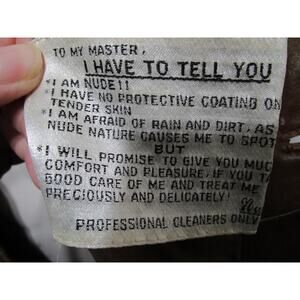 TO MY MASTER,
I HAVE TO TELL YOU
*I AM NUDE!!
*I HAVE NO PROTECTIVE COATING ON
TENDER SKIN
*I AM AFRAID OF RAIN AND DIRT, AS
NUDE NATURE CAUSES ME TO SPOT
BUT
*I WILL PROMISE TO GIVE YOU MUC
COMFORT AND PLEASURE, IF YOU T
GOOD CARE OF ME AND TREAT ME
PRECIOUSLY AND DELICATELY!
PROFESSIONAL CLEANERS ONLY